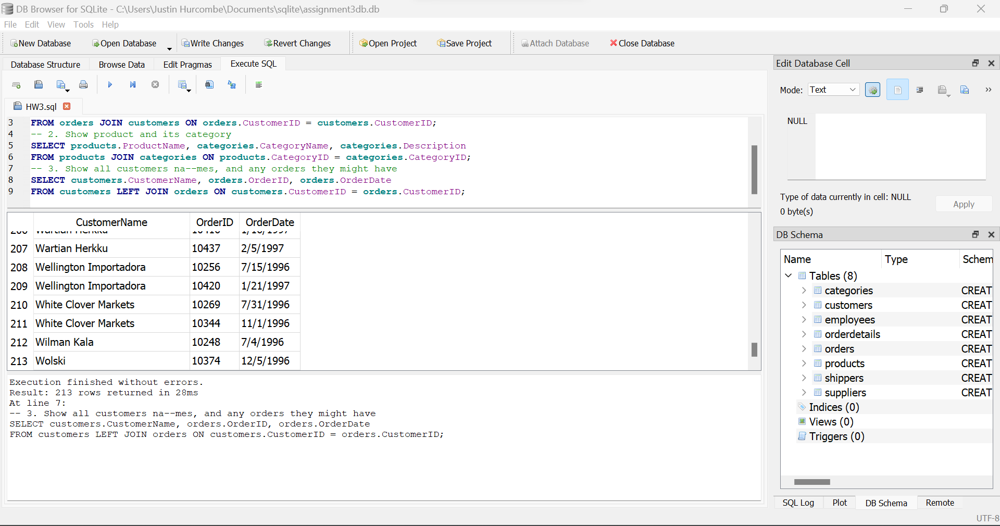 DB Browser for SQLite - C:\Users\Justin Hurcombe\Documents\sqlite\assignment3db.db
File Edit View Tools Help
New Database Open Database Write Changes Revert Changes Open Project Save Project Attach Database Close Database
Database Structure Browse Data Edit Pragmas Execute SQL
HW3.sql
3 FROM orders JOIN customers ON orders.CustomerID = customers.CustomerID;
4 -- 2. Show product and its category
5 SELECT products.ProductName, categories.CategoryName, categories.Description
6 FROM products JOIN categories ON products.CategoryID = categories.CategoryID;
7 -- 3. Show all customers na--mes, and any orders they might have
8 SELECT customers.CustomerName, orders.OrderID, orders.OrderDate
9 FROM customers LEFT JOIN orders ON customers.CustomerID = orders.CustomerID;
CustomerName OrderID OrderDate
207 Wartian Herkku 10437 2/5/1997
208 Wellington Importadora 10256 7/15/1996
209 Wellington Importadora 10420 1/21/1997
210 White Clover Markets 10269 7/31/1996
211 White Clover Markets 10344 11/1/1996
212 Wilman Kala 10248 7/4/1996
213 Wolski 10374 12/5/1996
Execution finished without errors.
Result: 213 rows returned in 28ms
At line 7:
-- 3. Show all customers na--mes, and any orders they might have
SELECT customers.CustomerName, orders.OrderID, orders.OrderDate
FROM customers LEFT JOIN orders ON customers.CustomerID = orders.CustomerID;
Edit Database Cell
Mode: Text
NULL
Type of data currently in cell: NULL
0 byte(s)
Apply
DB Schema
Name Type Schem
Tables (8)
categories CREAT
customers CREAT
employees CREAT
orderdetails CREAT
orders CREAT
products CREAT
shippers CREAT
suppliers CREAT
Indices (0)
Views (0)
Triggers (0)
SQL Log Plot DB Schema Remote
UTF-8